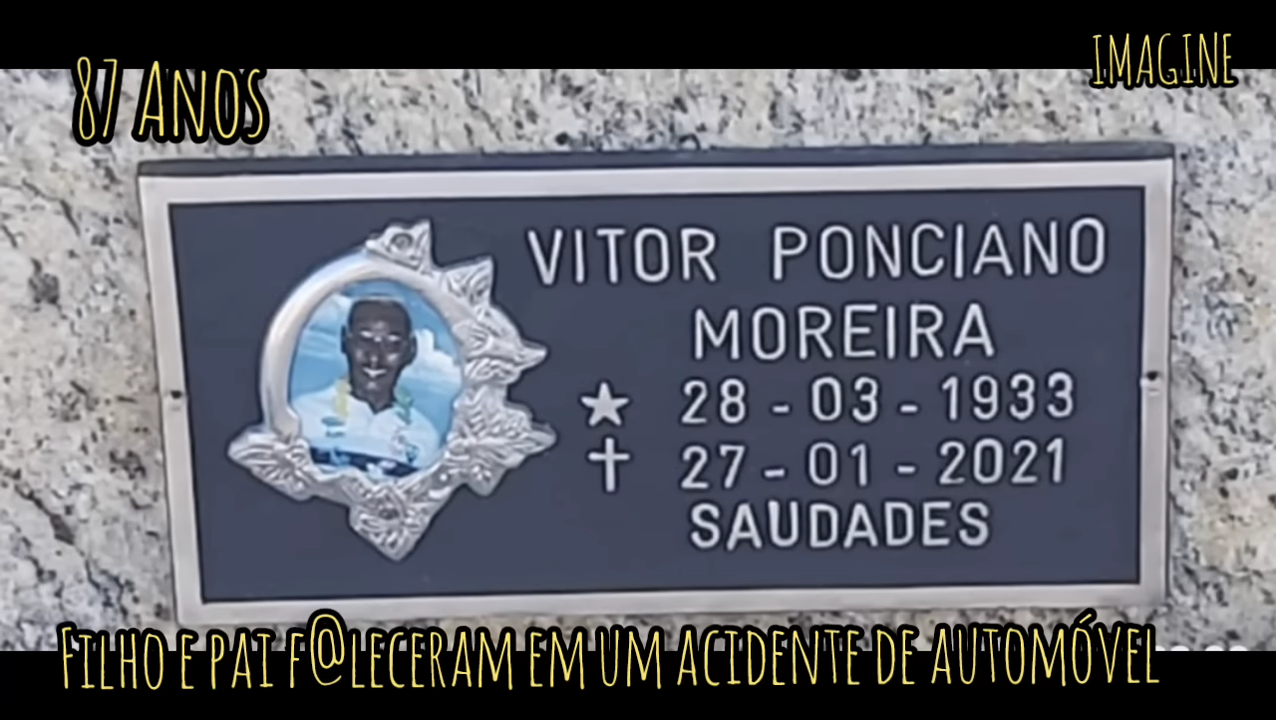 87 Anos
IMAGINE
VITOR PONCIANO
MOREIRA
28 - 03 - 1933
27 - 01 - 2021
SAUDADES
FILHO E PAI F@LECERAM EM UM ACIDENTE DE AUTOMÓVEL